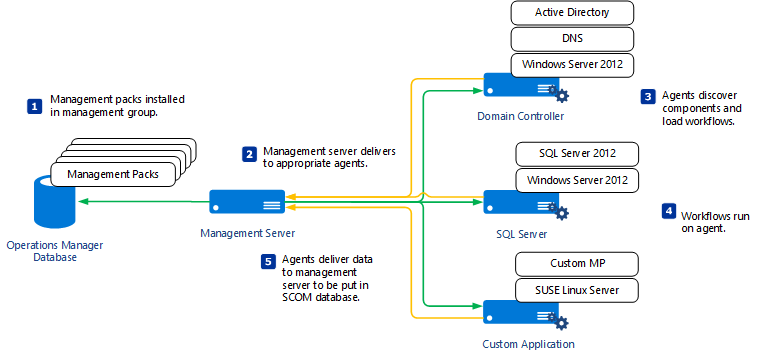 Active Directory
DNS
Windows Server 2012
Domain Controller
1
Management packs installed
in management group.
Management Packs
Operations Manager
Database
2
Management server delivers
to appropriate agents.
Management Server
3
Agents discover
components and
load workflows.
SQL Server 2012
Windows Server 2012
SQL Server
4
Workflows run
on agent.
5
Agents deliver data
to management
server to be put in
SCOM database.
Custom MP
SUSE Linux Server
Custom Application